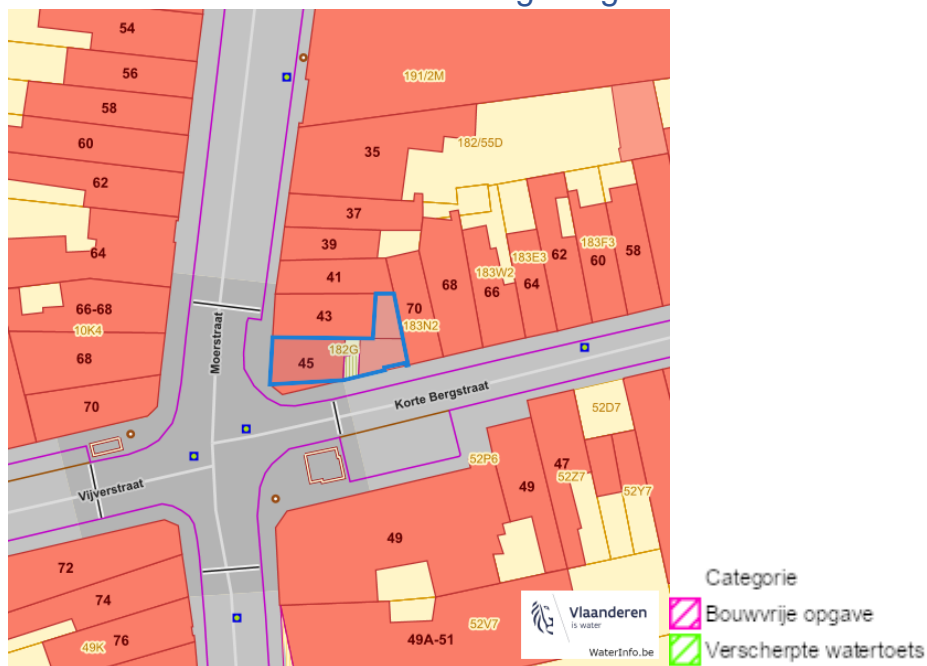 54
56
191/2M
58
60
35
182/55D
62
37
64
39
183F3
58
183E3
62
60
41
68
183W2
66
64
66-68
43
70
183N2
10K4
Moerstraat
68
182G
45
70
Korte Bergstraat
52D7
52P6
47
52Z7
49
52Y7
Vijverstraat
49
72
74
76
49K
52V7
49A-51
Vlaanderen
is water
WaterInfo.be
Categorie
Bouwvrije opgave
Verscherpte watertoets